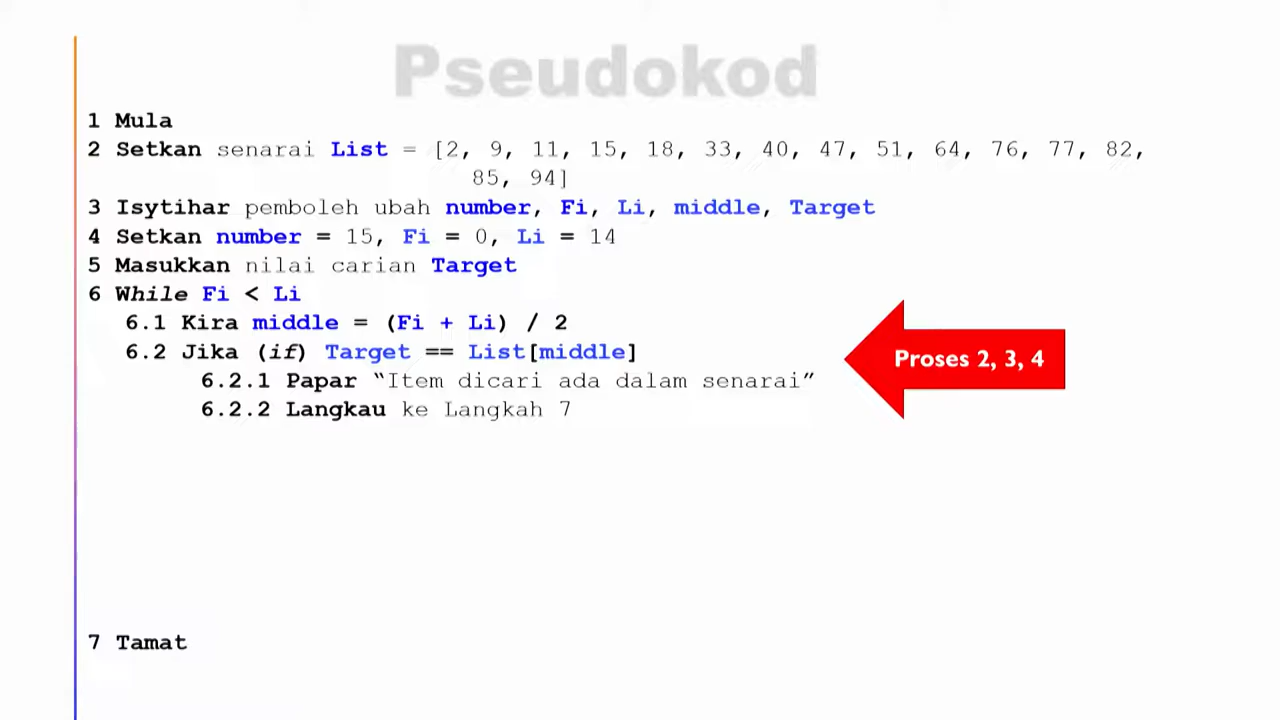 Pseudokod
1 Mula
2 Setkan senarai List = [2, 9, 11, 15, 18, 33, 40, 47, 51, 64, 76, 77, 82,
85, 94]
3 Isytihar pemboleh ubah number, Fi, Li, middle, Target
4 Setkan number = 15, Fi = 0, Li = 14
5 Masukkan nilai carian Target
6 While Fi < Li
6.1 Kira middle = (Fi + Li) / 2
6.2 Jika (if) Target == List[middle]
6.2.1 Papar “Item dicari ada dalam senarai”
6.2.2 Langkau ke Langkah 7
Proses 2, 3, 4
7 Tamat